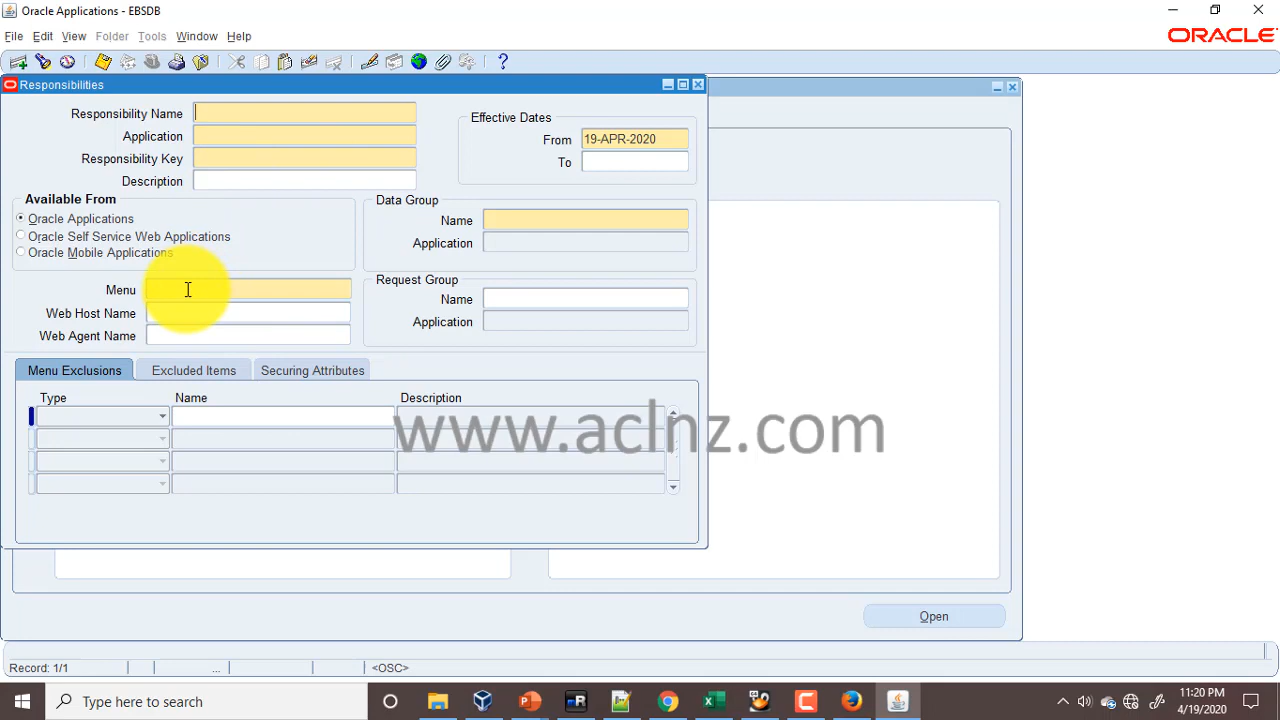 Oracle Applications - EBSDB
File Edit View Folder Tools Window Help
ORACLE
Responsibilities
Responsibility Name
Application
Responsibility Key
Description
Effective Dates
From 19-APR-2020
To
Available From
Oracle Applications
Oracle Self Service Web Applications
Oracle Mobile Applications
Data Group
Name
Application
Menu
Web Host Name
Web Agent Name
Request Group
Name
Application
Menu Exclusions Excluded Items Securing Attributes
Type Name Description
www.aclnz.com
Open
Record: 1/1 ... <OSC>
Type here to search
11:20 PM
4/19/2020